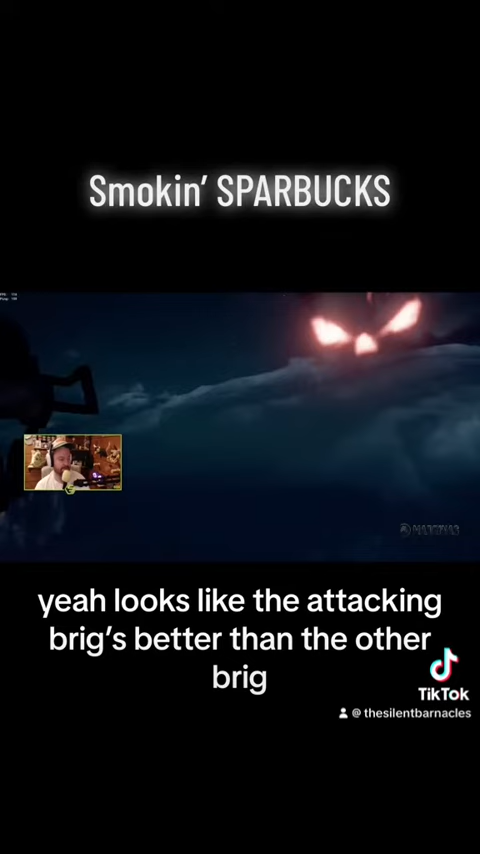 Smokin' SPARBUCKS
yeah looks like the attacking
brig's better than the other
brig
TikTok
@ thesilentbarnacles